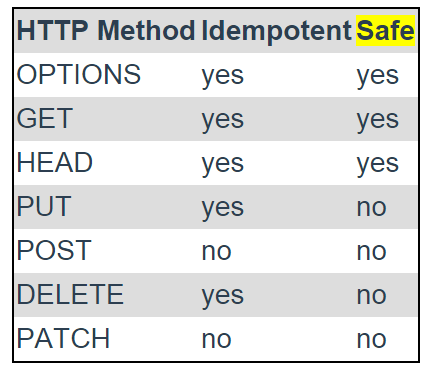 HTTP Method Idempotent Safe
OPTIONS yes yes
GET yes yes
HEAD yes yes
PUT yes no
POST no no
DELETE yes no
PATCH no no